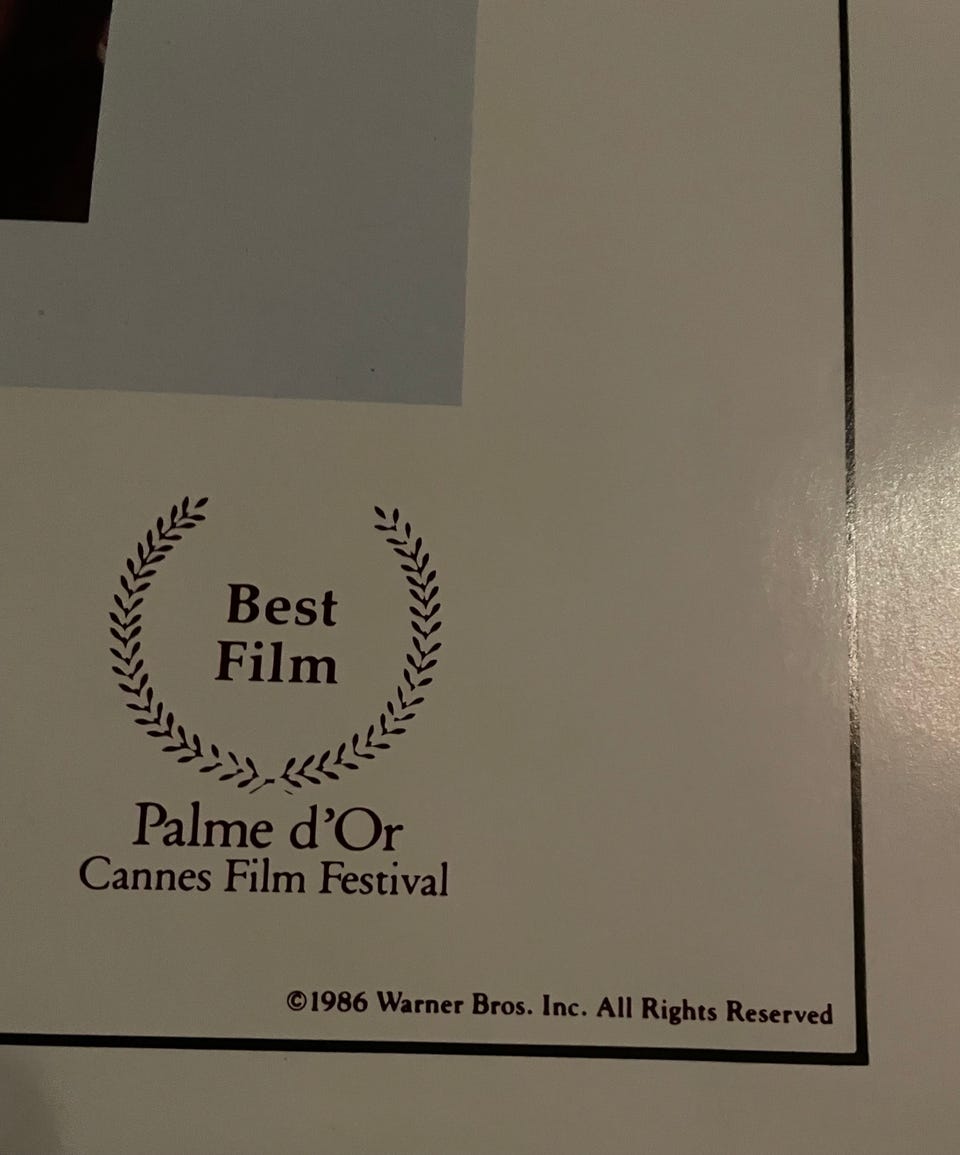 Best
Film
Palme d'Or
Cannes Film Festival
©1986 Warner Bros. Inc. All Rights Reserved